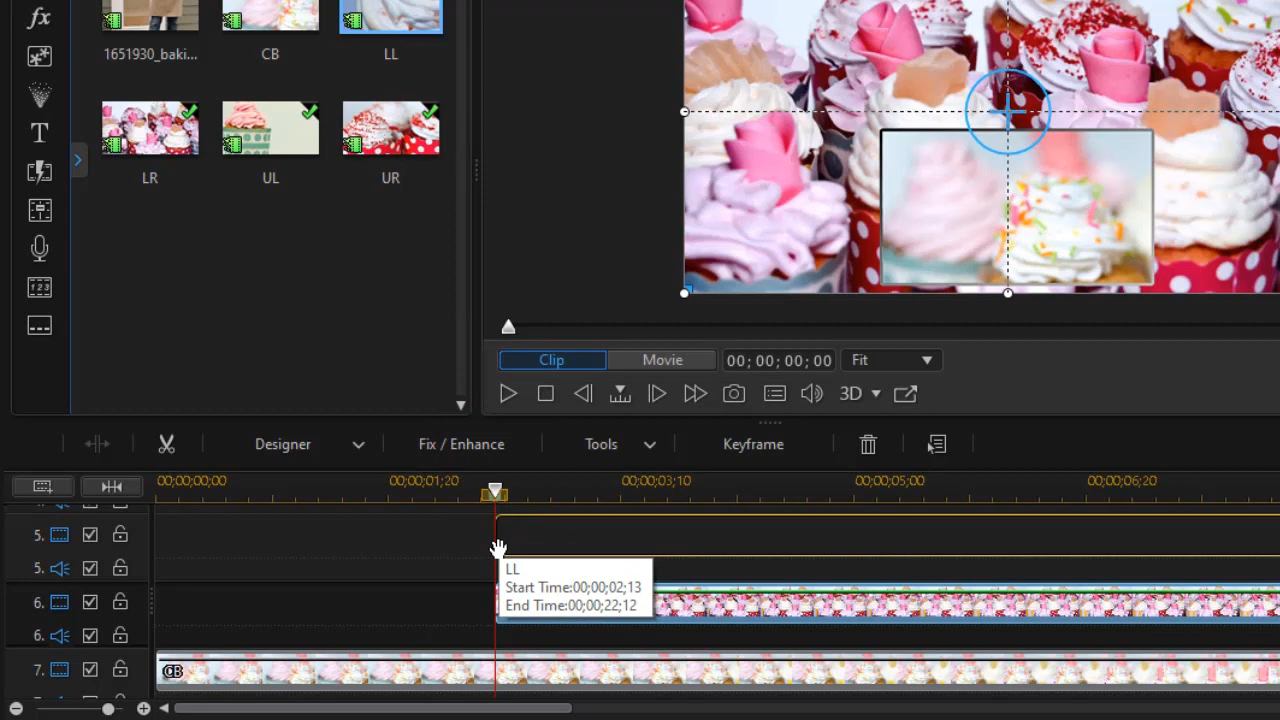 fx
1651930_baki...
CB
LL
LR
UL
UR
T
Clip
Movie
00; 00; 00; 00
Fit
3D
Designer
Fix / Enhance
Tools
Keyframe
00;00;00;00
00;00;01;20
00;00;03;10
00;00;05;00
00;00;06;20
5.
5.
6.
6.
7.
CB
LL
Start Time:00;00;02;13
End Time:00;00;22;12